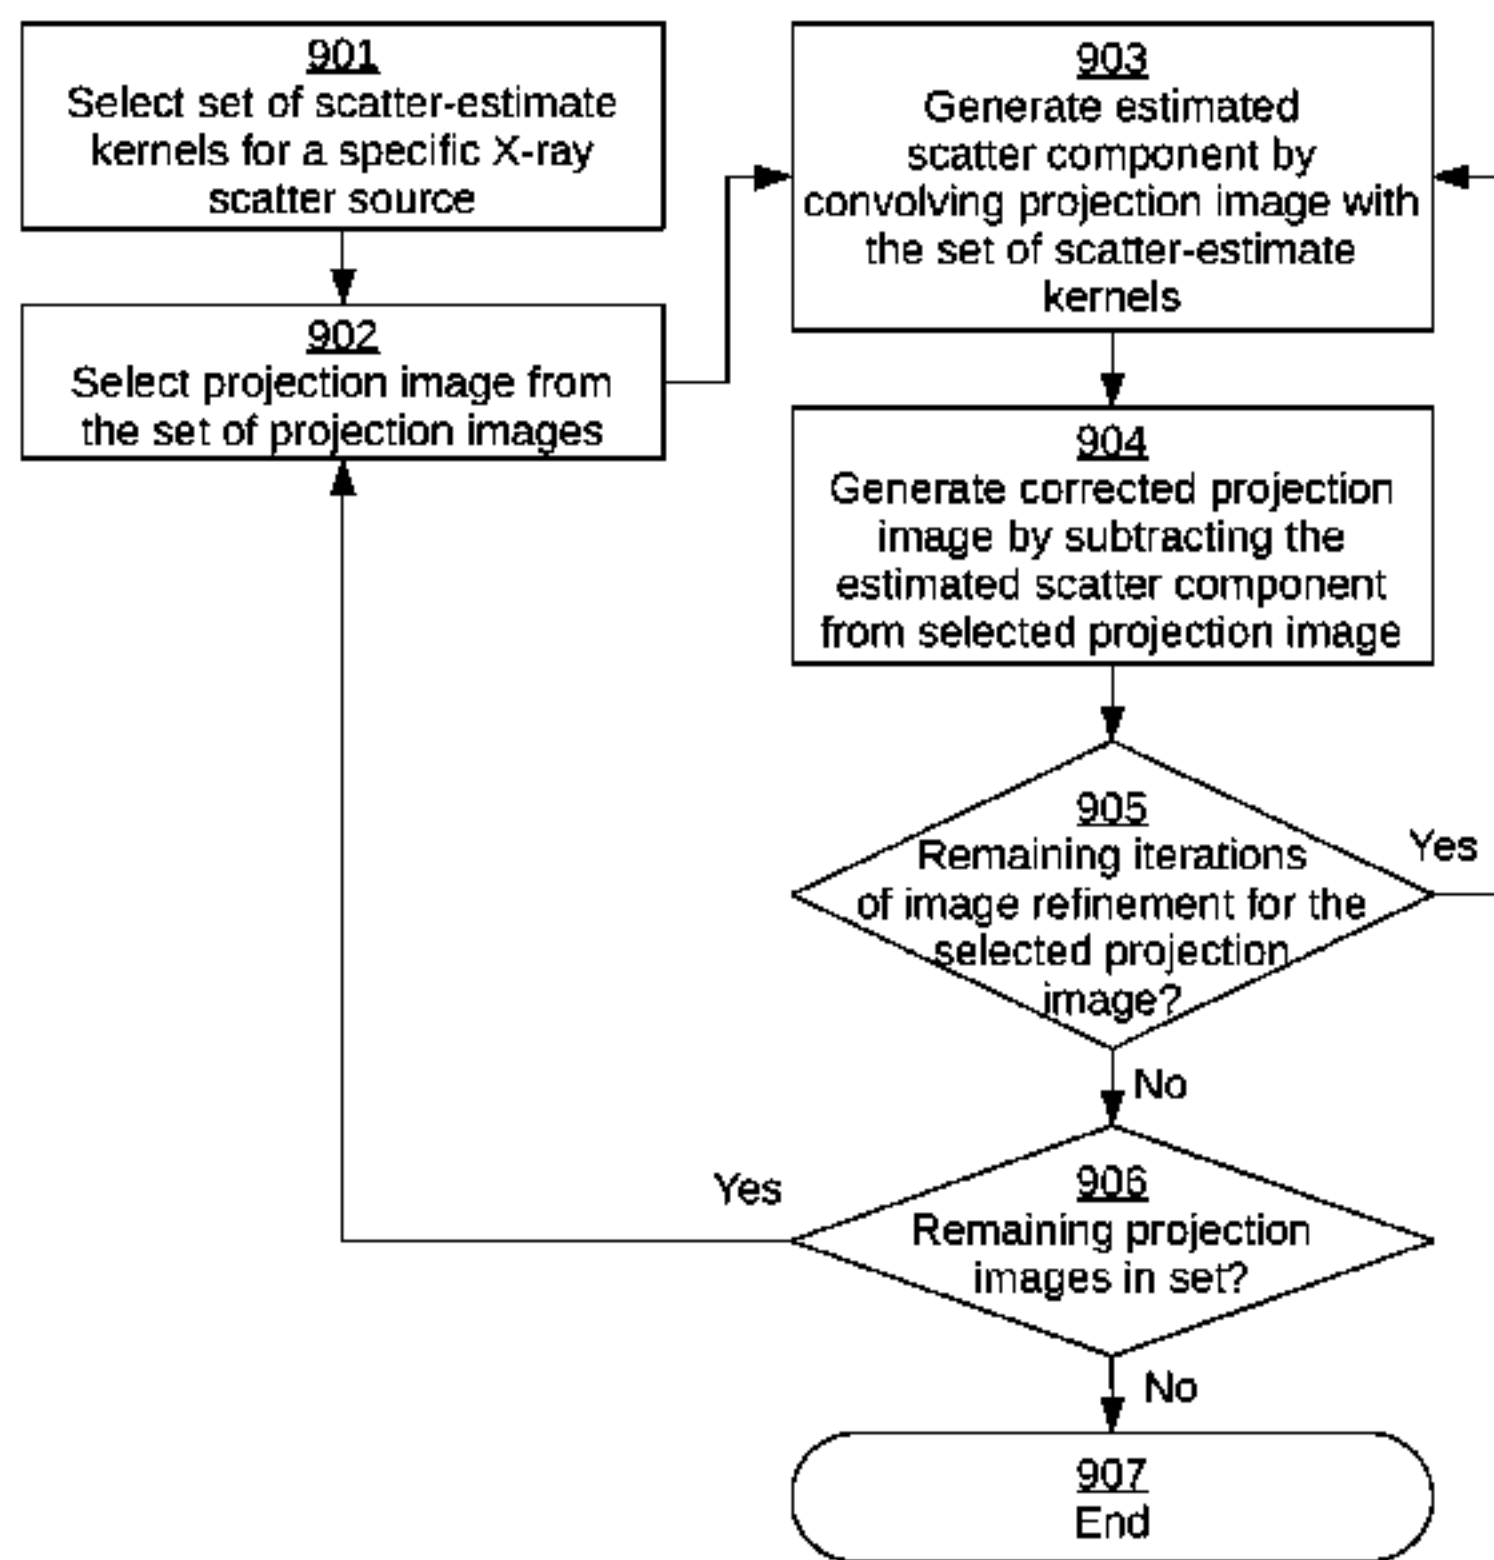 901
Select set of scatter-estimate
kernels for a specific X-ray
scatter source
902
Select projection image from
the set of projection images
903
Generate estimated
scatter component by
convolving projection image with
the set of scatter-estimate
kernels
904
Generate corrected projection
image by subtracting the
estimated scatter component
from selected projection image
905
Remaining iterations
of image refinement for the
selected projection
image?
Yes
No
906
Remaining projection
images in set?
Yes
No
907
End